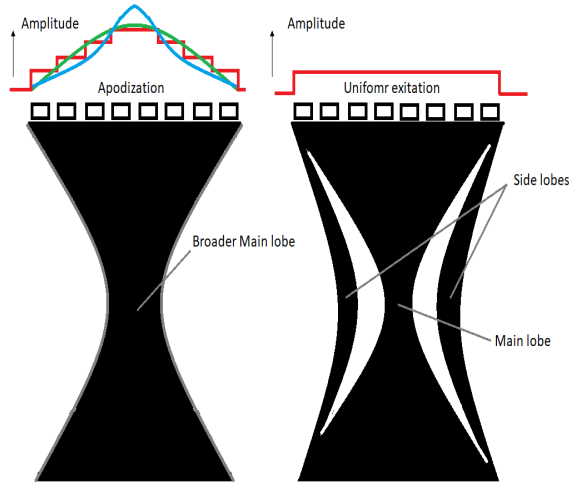 Amplitude
Apodization
Broader Main lobe
Amplitude
Unifomr exitation
Side lobes
Main lobe